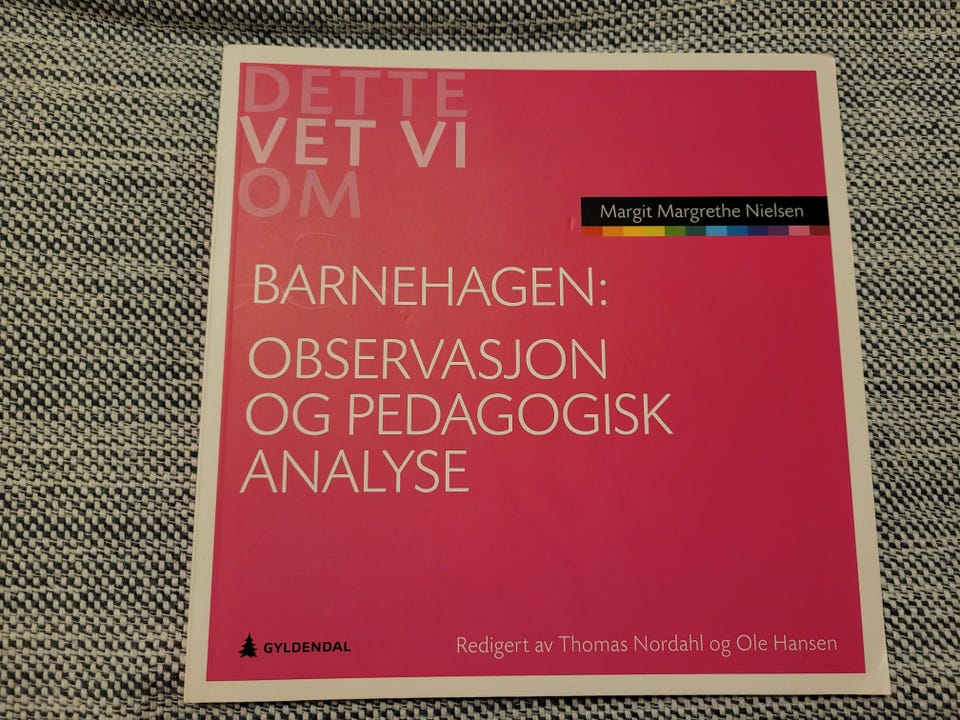 DETTE
VET VI
OM
Margit Margrethe Nielsen
BARNEHAGEN:
OBSERVASJON
OG PEDAGOGISK
ANALYSE
GYLDENDAL
Redigert av Thomas Nordahl og Ole Hansen